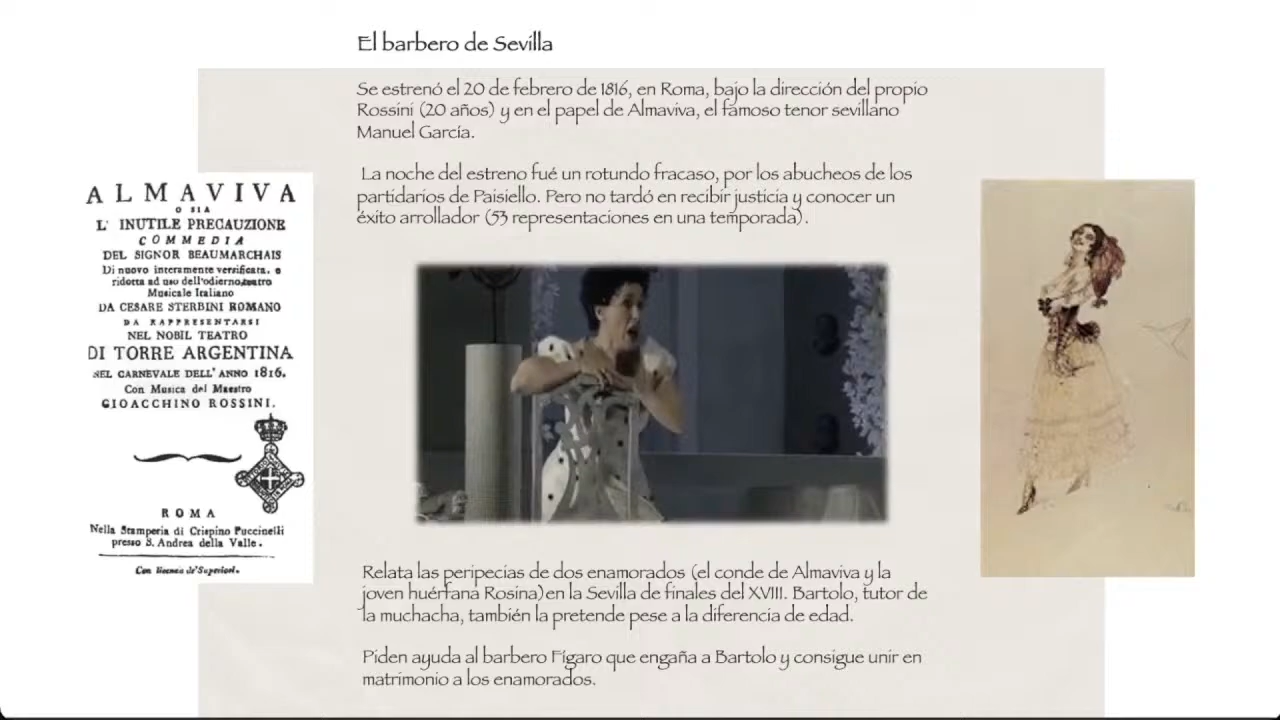 El barbero de Sevilla
Se estrenó el 20 de febrero de 1816, en Roma, bajo la dirección del propio
Rossini (20 años) y en el papel de Almaviva, el famoso tenor sevillano
Manuel García.
La noche del estreno fué un rotundo fracaso, por los abucheos de los
partidarios de Paisiello. Pero no tardó en recibir justicia y conocer un
éxito arrollador (53 representaciones en una temporada).
ALMAVIVA
O SIA
L' INUTILE PRECAUZIONE
COMMEDIA
DEL SIGNOR BEAUMARCHAIS
Di nuovo interamente versificata, e
ridotta ad uso dell'odierno teatro
Musicale Italiano
DA CESARE STERBINI ROMANO
DA RAPPRESENTARSI
NEL NOBIL TEATRO
DI TORRE ARGENTINA
NEL CARNEVALE DELL' ANNO 1816.
Con Musica del Maestro
GIOACCHINO ROSSINI.
ROMA
Nella Stamperia di Crispino Puccinelli
presso S. Andrea della Valle.
Con licenza de' Superiori.
Relata las peripecias de dos enamorados (el conde de Almaviva y la
joven huérfana Rosina)en la Sevilla de finales del XVIII. Bartolo, tutor de
la muchacha, también la pretende pese a la diferencia de edad.
Piden ayuda al barbero Fígaro que engaña a Bartolo y consigue unir en
matrimonio a los enamorados.